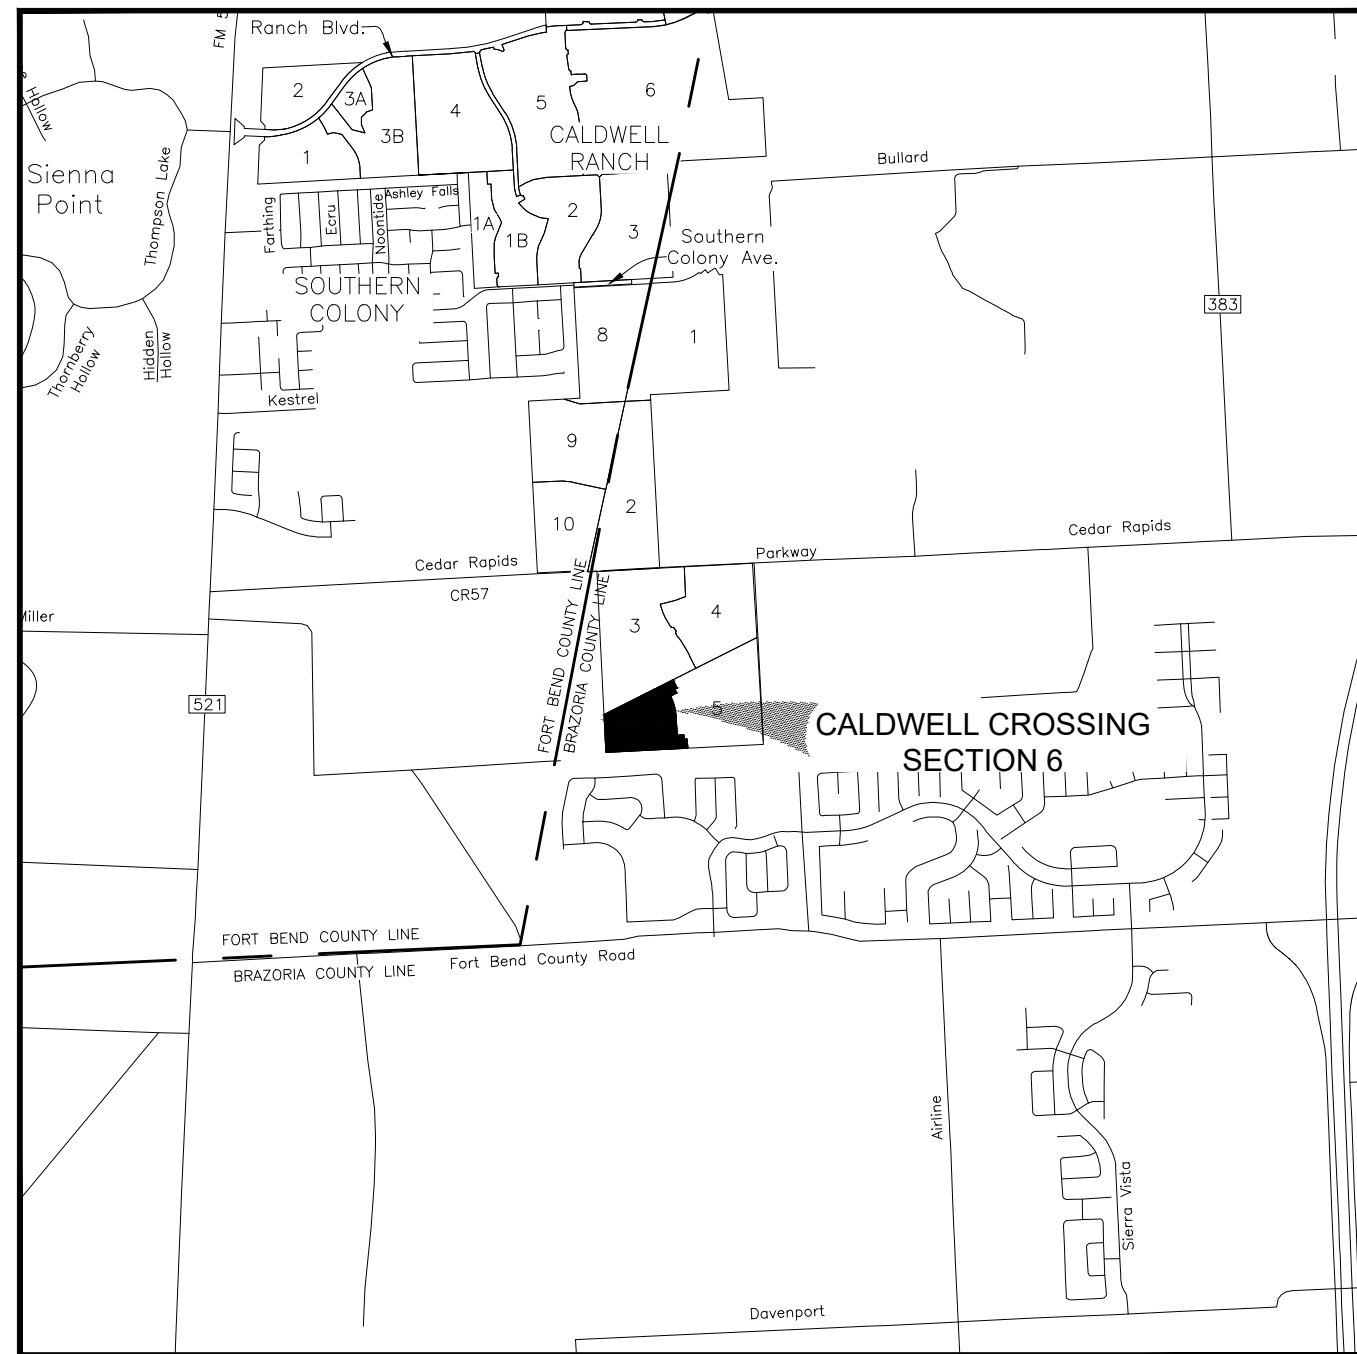 FM 5
Ranch Blvd.
2
3A
3B
4
5
6
1
CALDWELL
RANCH
Bullard
Hollow
Sienna
Point
Thompson Lake
Farthing
Ecru
Noontide
Ashley Falls
1A
1B
2
3
Southern
Colony Ave.
SOUTHERN
COLONY
383
Thornberry
Hollow
Hidden
Hollow
8
1
Kestrel
9
10
2
Cedar Rapids
Parkway
Cedar Rapids
CR57
Miller
FORT BEND COUNTY LINE
BRAZORIA COUNTY LINE
3
4
5
521
CALDWELL CROSSING
SECTION 6
FORT BEND COUNTY LINE
BRAZORIA COUNTY LINE
Fort Bend County Road
Airline
Sierra Vista
Davenport